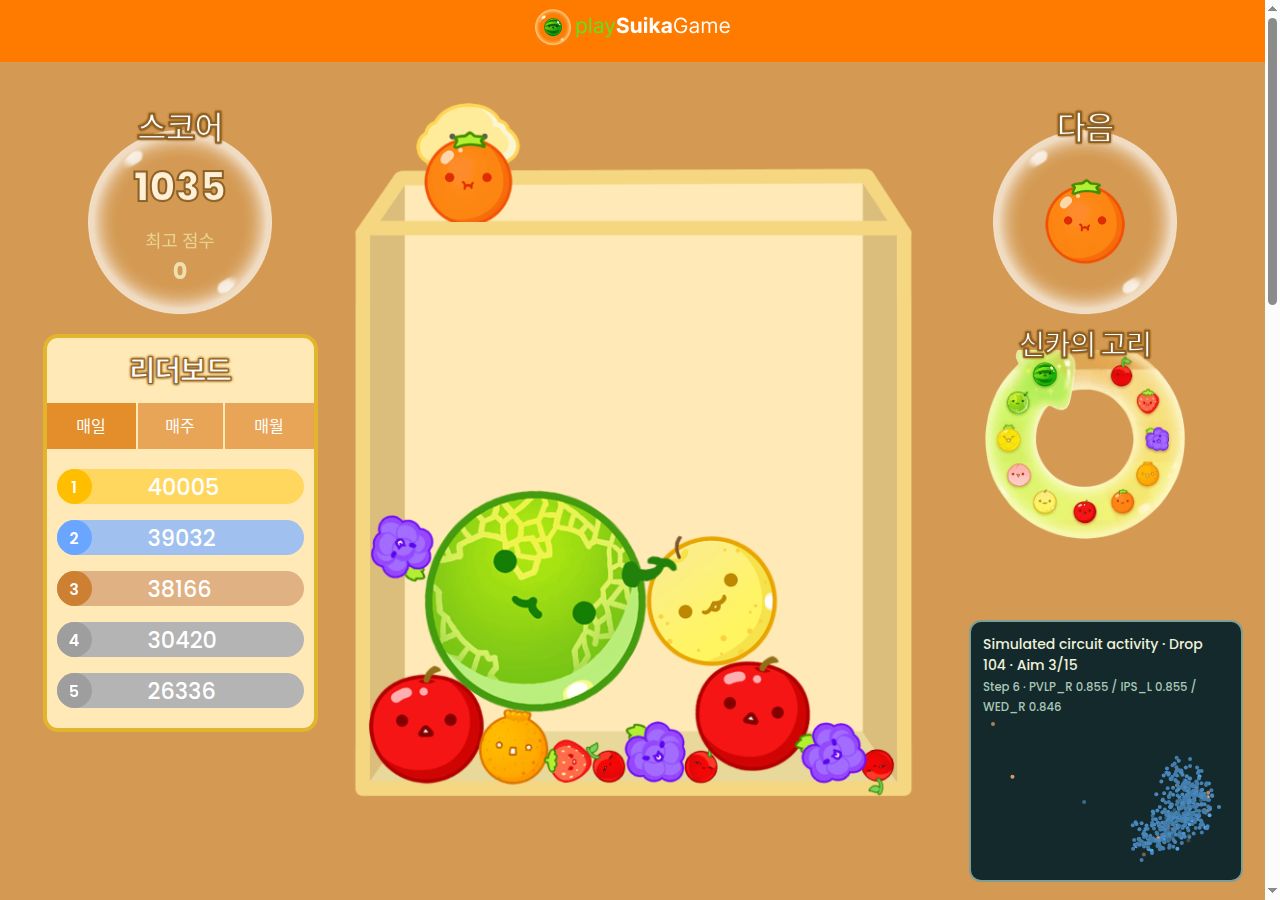 playSuikaGame
스코어
1035
최고 점수
0
리더보드
매일 매주 매월
1 40005
2 39032
3 38166
4 30420
5 26336
다음
신카의 고리
Simulated circuit activity · Drop
104 · Aim 3/15
Step 6 · PVLP_R 0.855 / IPS_L 0.855 /
WED_R 0.846